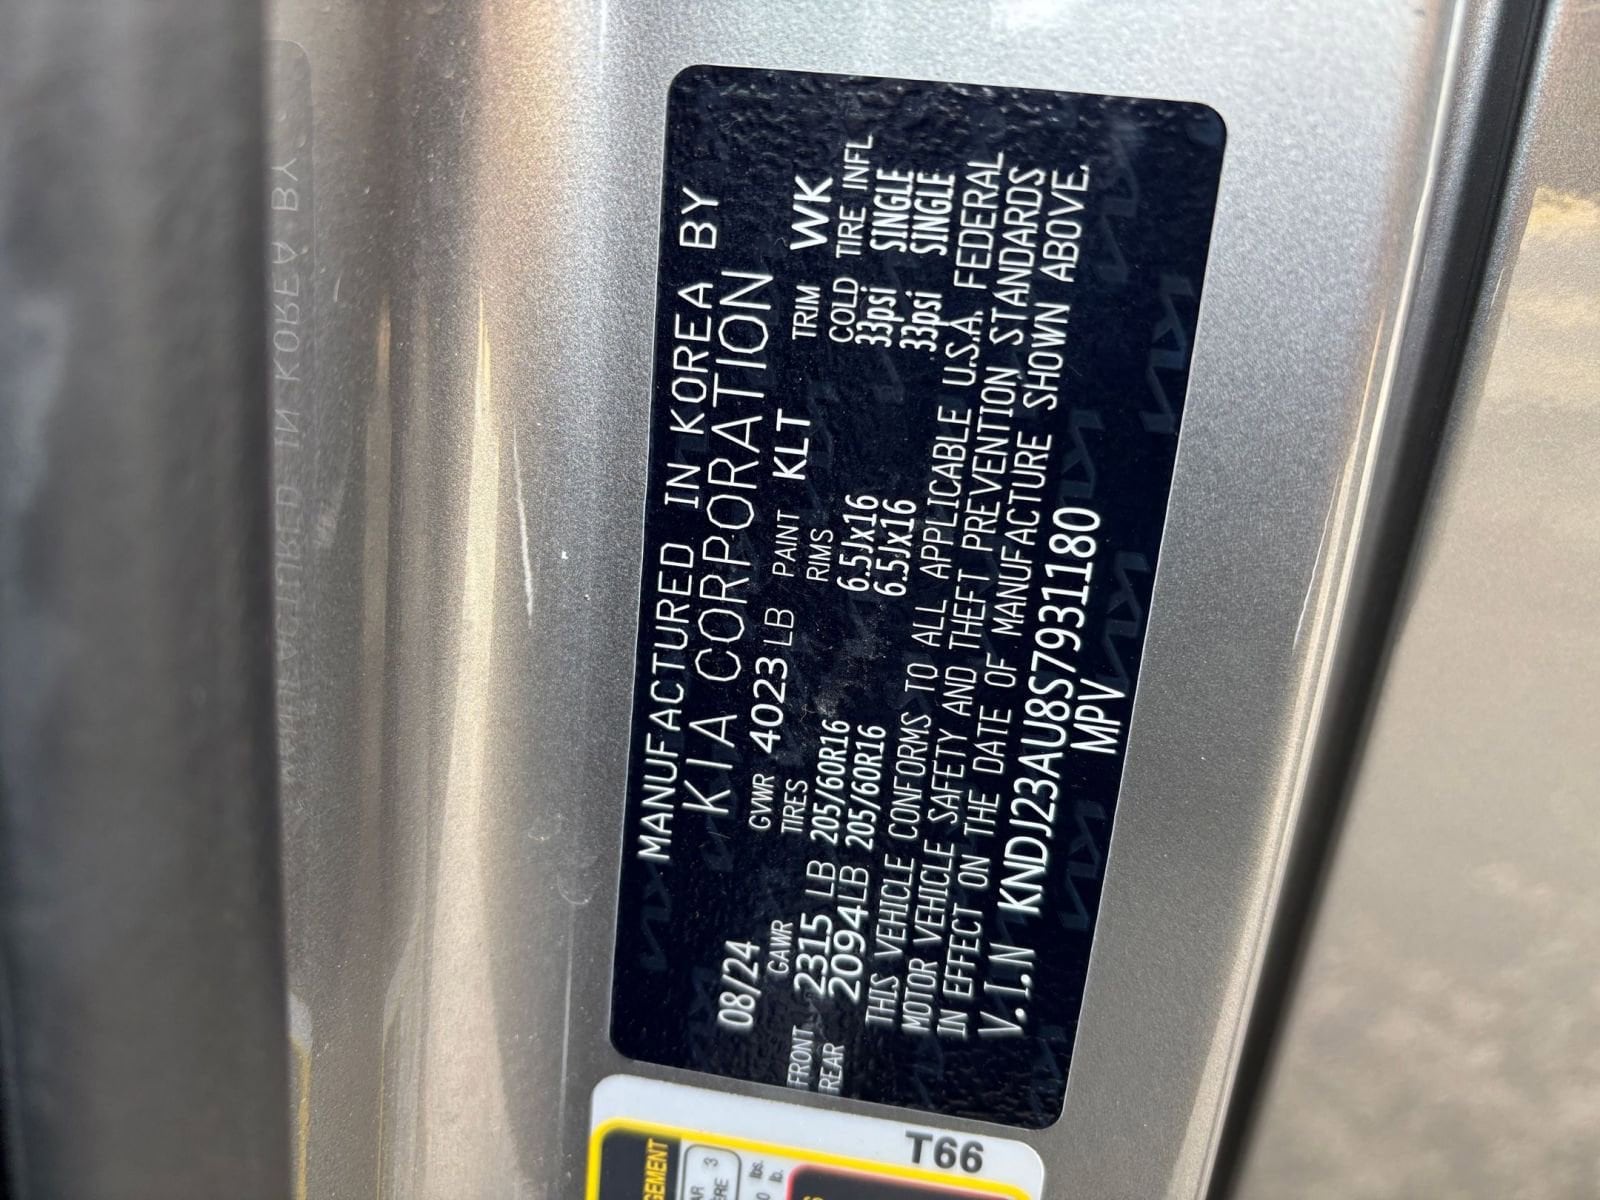 MANUFACTURED IN KOREA BY
KIA CORPORATION
08/24 GVWR 4023 LB PAINT KLT TRIM WK
GAWR TIRES RIMS COLD TIRE INFL
FRONT 2315 LB 205/60R16 6.5Jx16 33psi SINGLE
REAR 2094LB 205/60R16 6.5Jx16 33psi SINGLE
THIS VEHICLE CONFORMS TO ALL APPLICABLE U.S.A. FEDERAL
MOTOR VEHICLE SAFETY AND THEFT PREVENTION STANDARDS
IN EFFECT ON THE DATE OF MANUFACTURE SHOWN ABOVE.
V.I.N KNDJ23AU8S7931180
MPV
T66